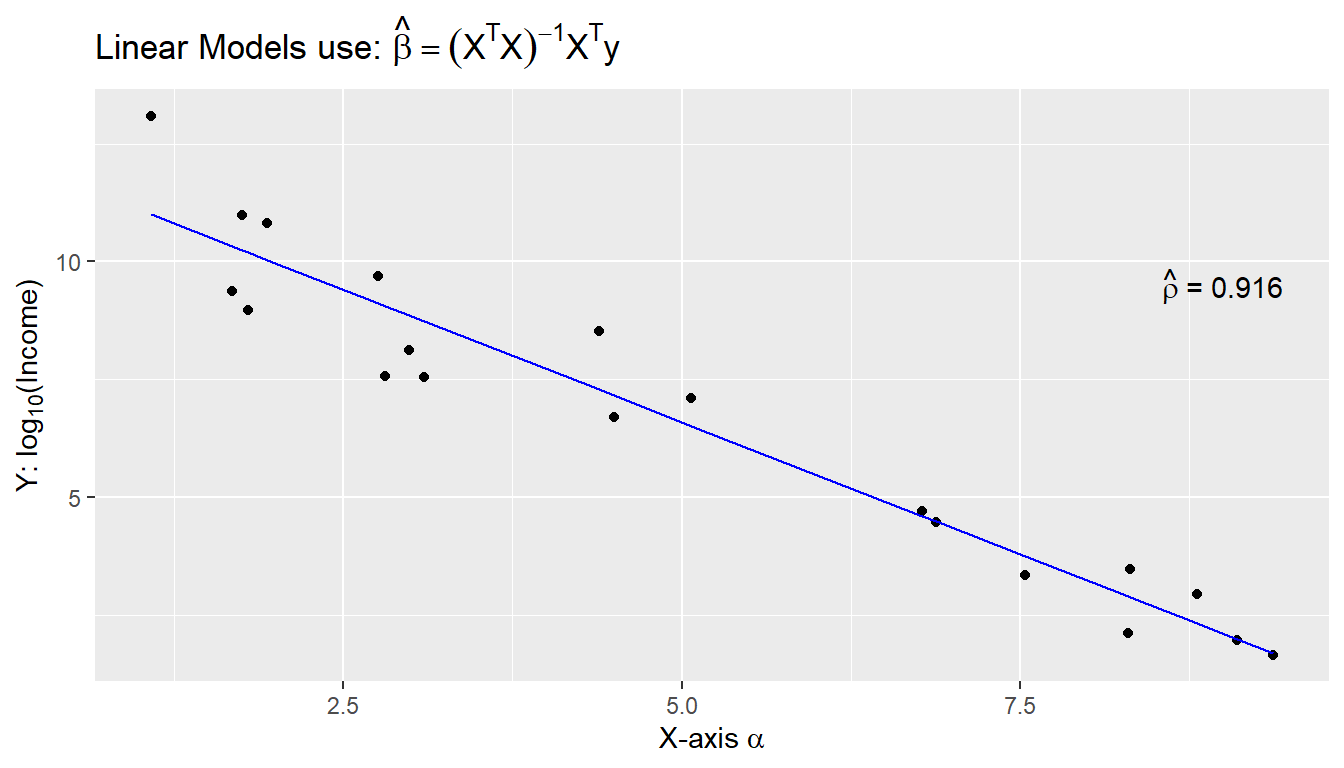 Linear Models use: β̂ = (XᵀX)⁻¹Xᵀy
10
5
Y: log₁₀(Income)
ρ̂ = 0.916
2.5 5.0 7.5
X-axis α